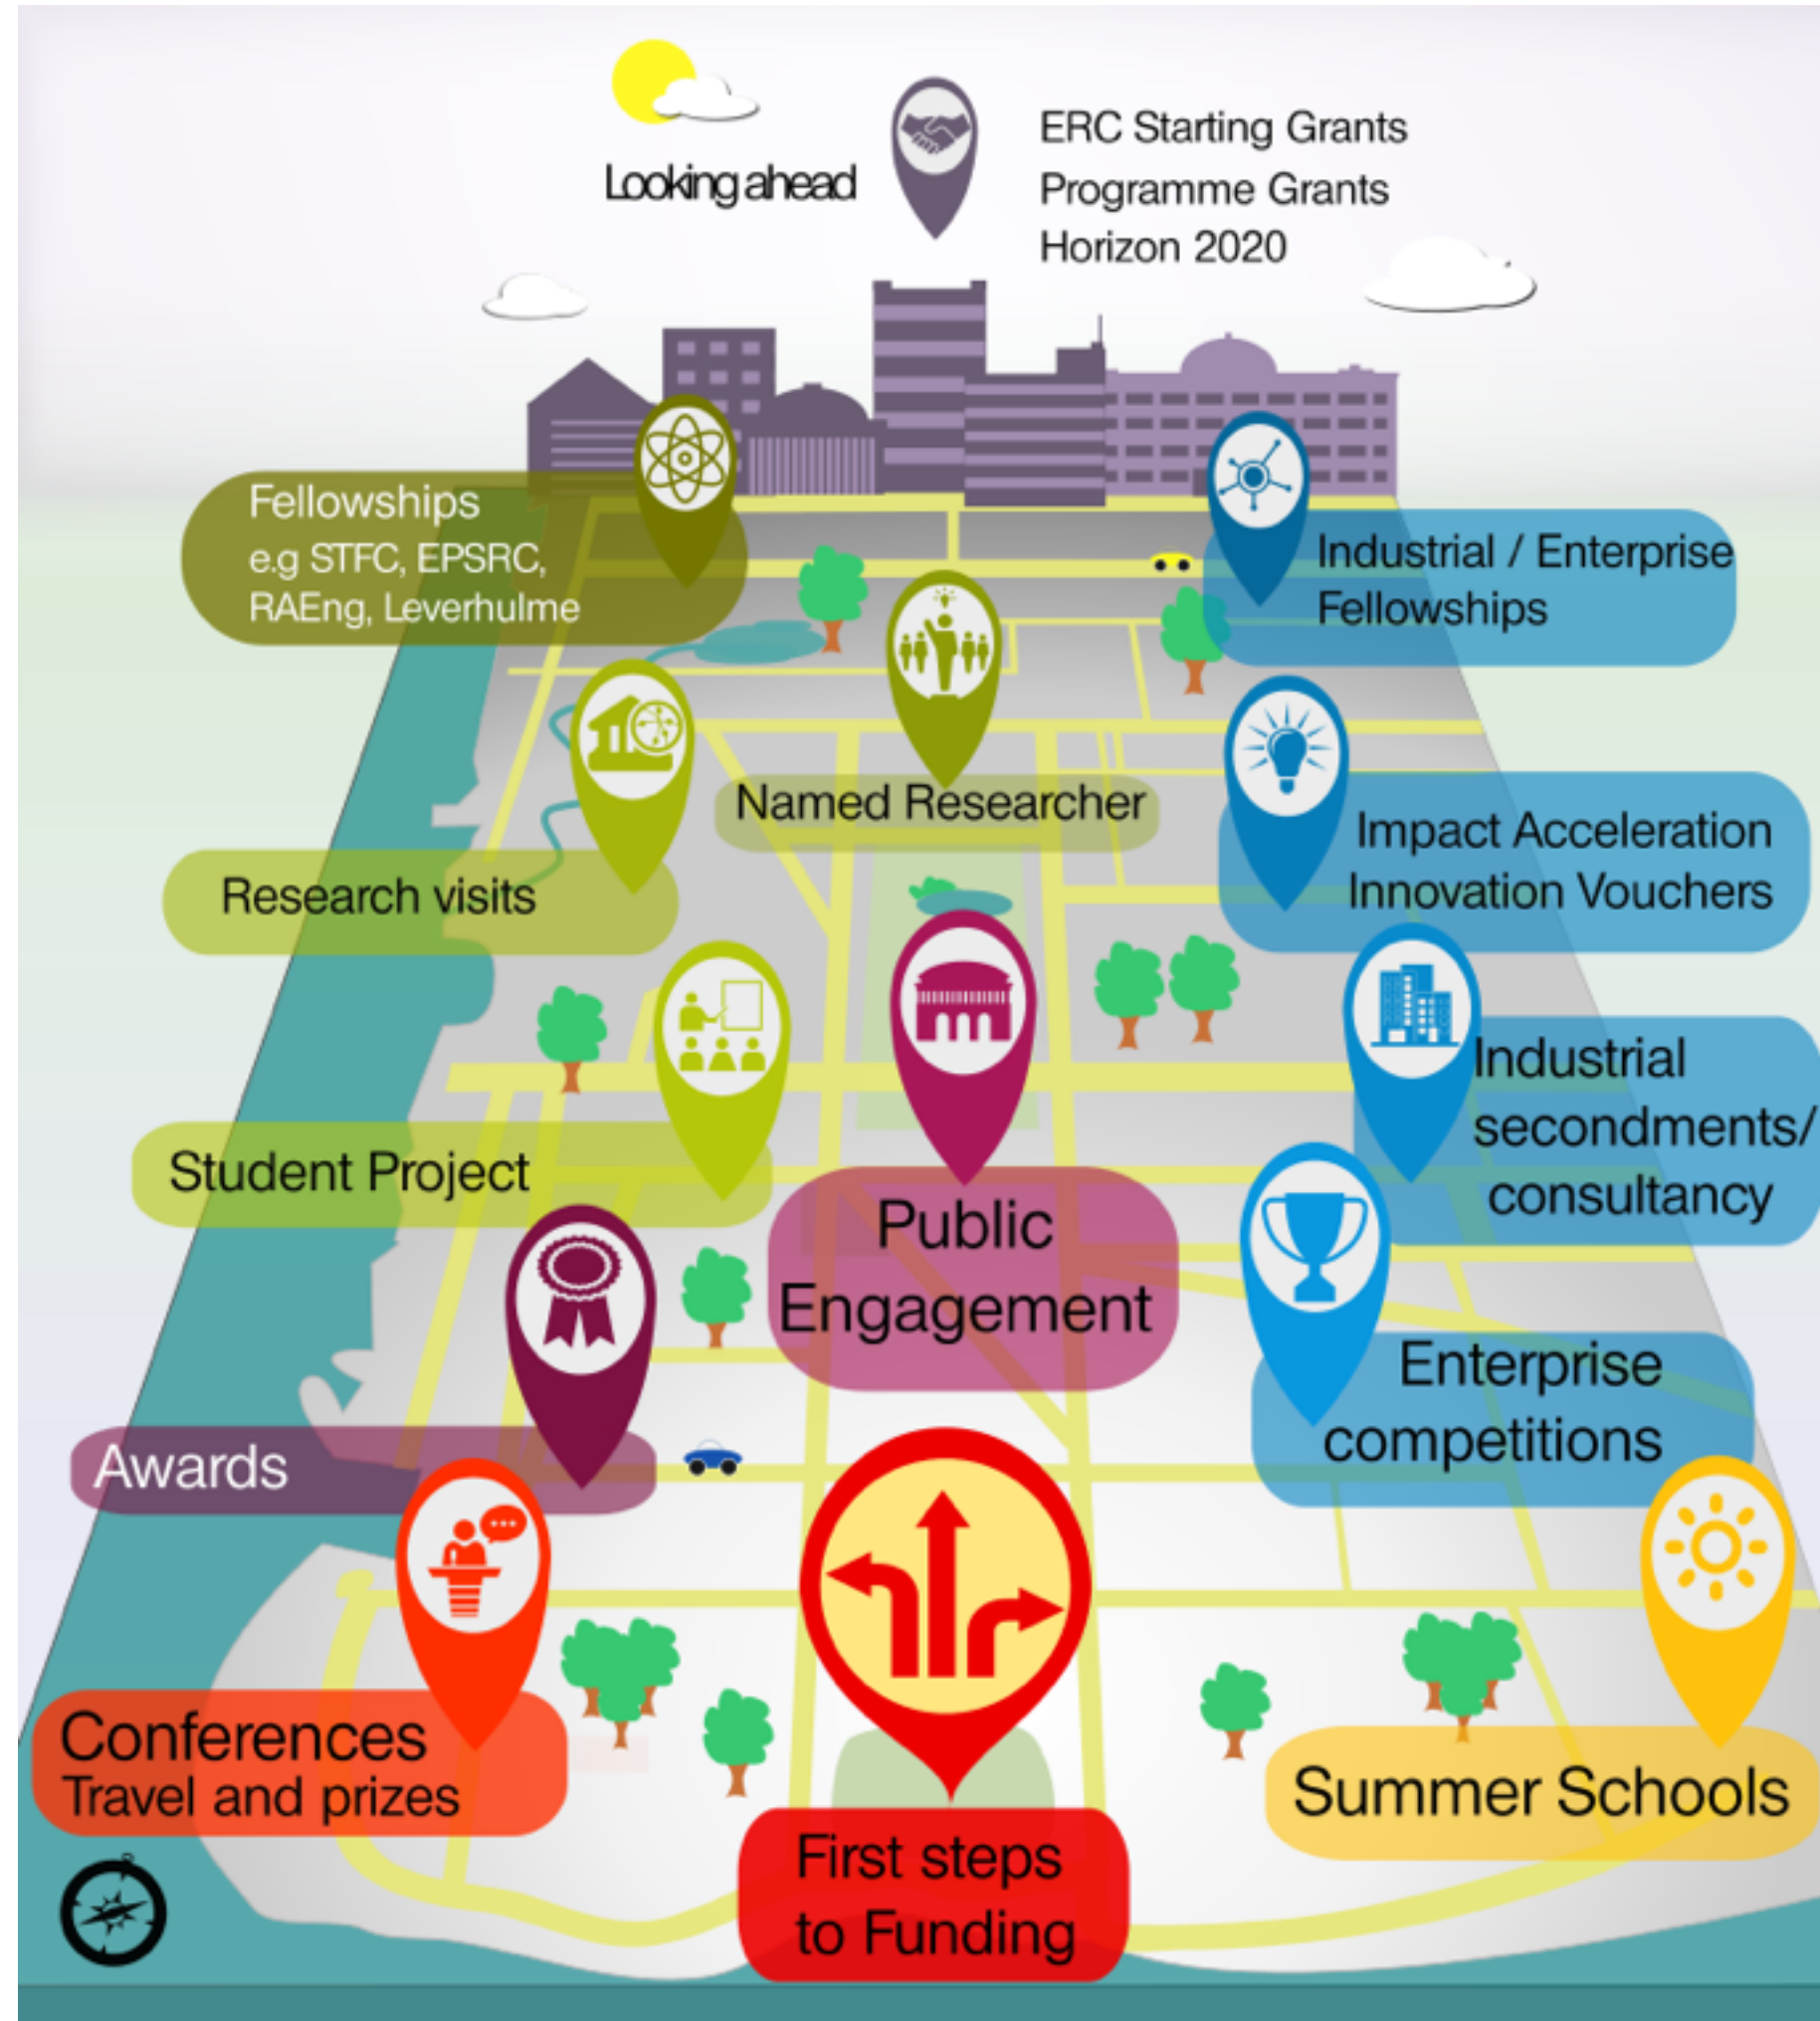 Looking ahead
ERC Starting Grants
Programme Grants
Horizon 2020
Fellowships
e.g STFC, EPSRC,
RAEng, Leverhulme
Industrial / Enterprise
Fellowships
Named Researcher
Impact Acceleration
Innovation Vouchers
Research visits
Industrial
secondments/
consultancy
Student Project
Public
Engagement
Enterprise
competitions
Awards
Conferences
Travel and prizes
Summer Schools
First steps
to Funding